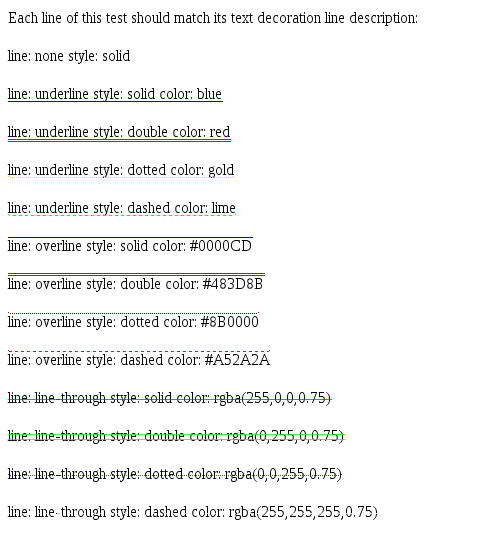 Each line of this test should match its text decoration line description:
line: none style: solid
line: underline style: solid color: blue
line: underline style: double color: red
line: underline style: dotted color: gold
line: underline style: dashed color: lime
line: overline style: solid color: #0000CD
line: overline style: double color: #483D8B
line: overline style: dotted color: #8B0000
line: overline style: dashed color: #A52A2A
line: line-through style: solid color: rgba(255,0,0,0.75)
line: line-through style: double color: rgba(0,255,0,0.75)
line: line-through style: dotted color: rgba(0,0,255,0.75)
line: line-through style: dashed color: rgba(255,255,255,0.75)